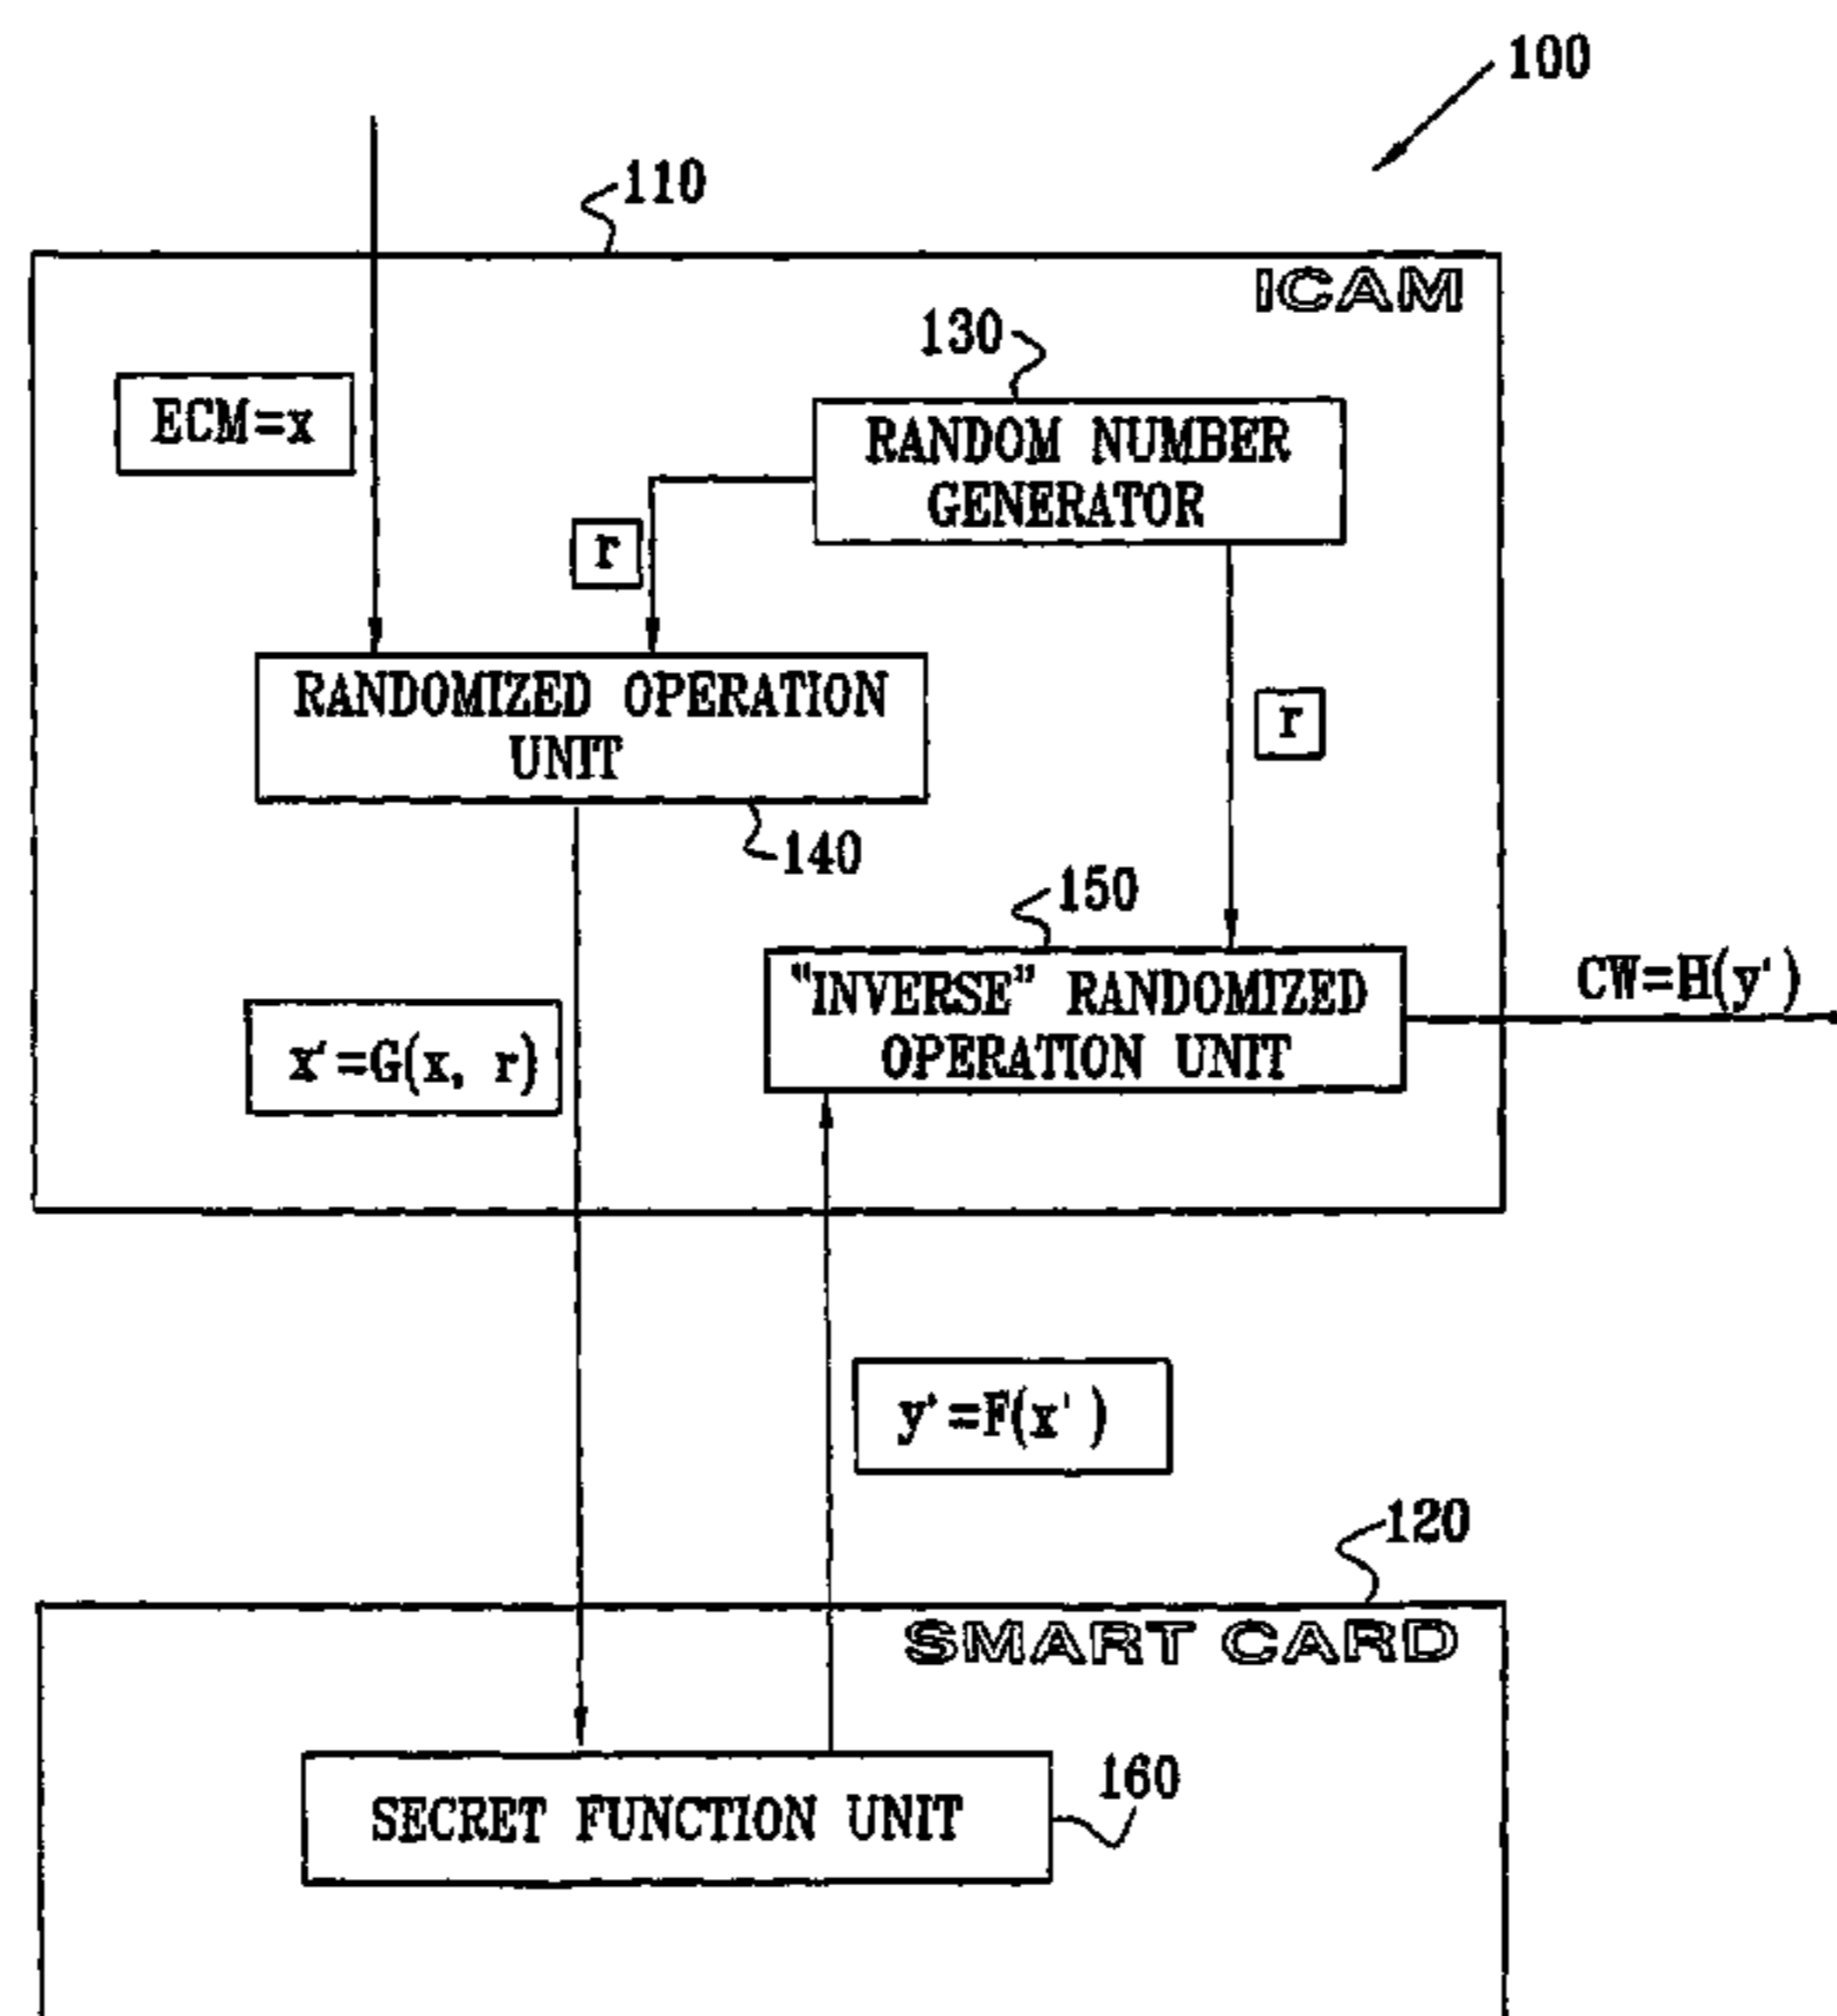 100
110
ICAM
130
ECM=x
RANDOM NUMBER
GENERATOR
r
RANDOMIZED OPERATION
UNIT
r
140
150
"INVERSE" RANDOMIZED
OPERATION UNIT
CW=H(y')
x'=G(x, r)
y'=F(x')
120
SMART CARD
SECRET FUNCTION UNIT
160